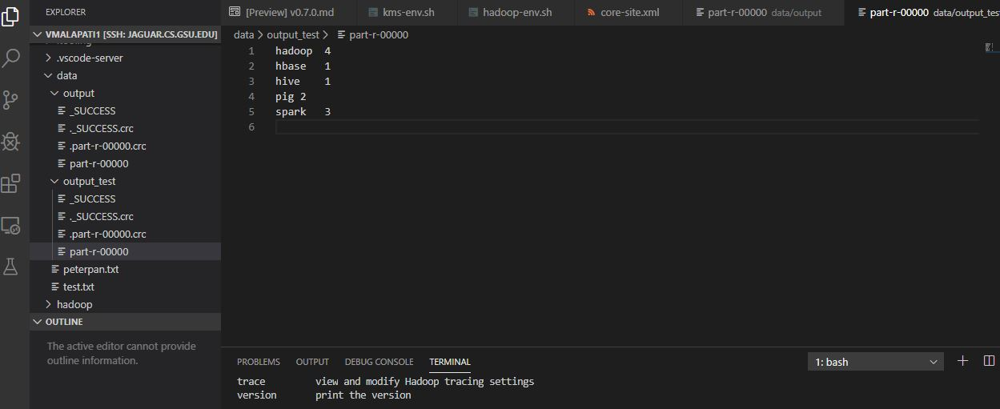 EXPLORER
VMALAPATI1 [SSH: JAGUAR.CS.GSU.EDU]
.vscode-server
data
output
_SUCCESS
._SUCCESS.crc
.part-r-00000.crc
part-r-00000
output_test
_SUCCESS
._SUCCESS.crc
.part-r-00000.crc
part-r-00000
peterpan.txt
test.txt
hadoop
OUTLINE
The active editor cannot provide
outline information.
[Preview] v0.7.0.md kms-env.sh hadoop-env.sh core-site.xml part-r-00000 data/output part-r-00000 data/output_tes
data > output_test > part-r-00000
1 hadoop 4
2 hbase 1
3 hive 1
4 pig 2
5 spark 3
6
PROBLEMS OUTPUT DEBUG CONSOLE TERMINAL 1: bash
trace view and modify Hadoop tracing settings
version print the version